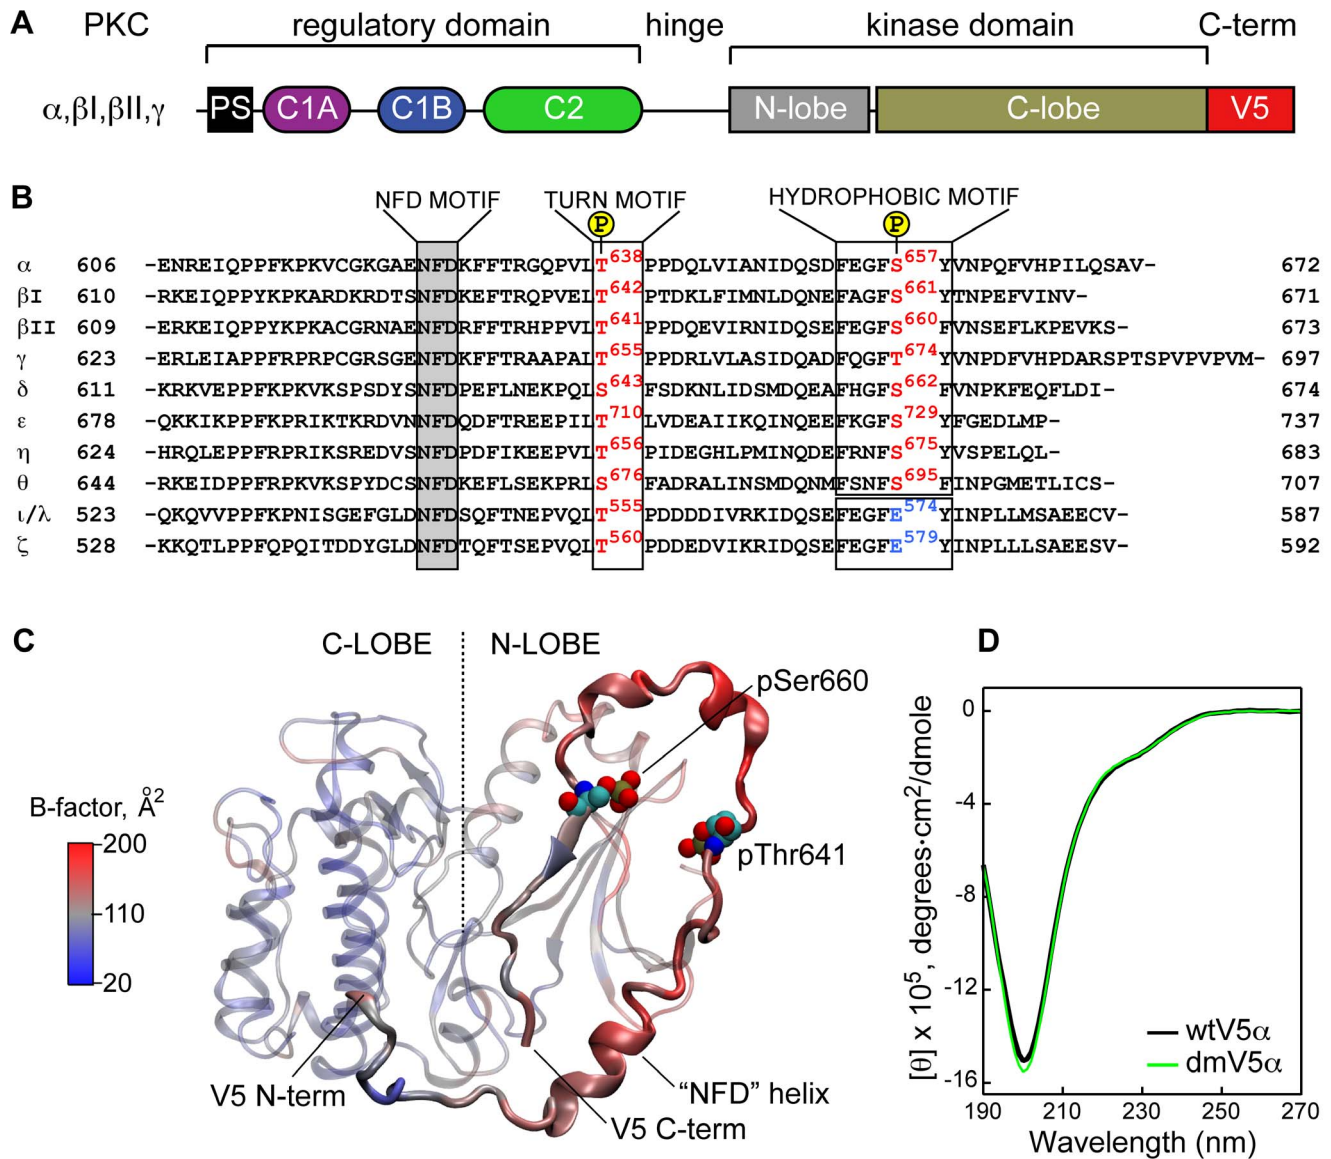 A PKC regulatory domain hinge kinase domain C-term
α,βI,βII,γ PS C1A C1B C2 N-lobe C-lobe V5
B NFD MOTIF TURN MOTIF HYDROPHOBIC MOTIF
P P
α 606 -ENREIQPPFKPKVCGKGAENFDKFFTRGQPVLT638PPDQLVIANIDQSDFEGFS657YVNPQFVHPILQSAV- 672
βI 610 -RKEIQPPYKPKARDKRDTSNFDKEFTRQPVELT642PTDKLFIMNLDQNEFAGFS661YTNPEFVINV- 671
βII 609 -ERKEIQPPYKPKACGRNAENFDRFFTRHPPVLT641PPDQEVIRNIDQSEFEGFS660FVNSEFLKPEVKS- 673
γ 623 -ERLEIAPPFRPRPCGRSGENFDKFFTRAAPALT655PPDRLVLASIDQADFQGFT674YVNPDFVHPDARSPTSPVPVPVM- 697
δ 611 -KRKVEPPFKPKVKSPSDYSNFDPEFLNEKPQLS643FSDKNLIDSMDQEAFHGFS662FVNPKFEQFLDI- 674
ε 678 -QKKIKPPFKPRIKTKRDVNNFDQDFTREEPILT710LVDEAIIKQINQEEFKGFS729YFGEDLMP- 737
η 624 -HRQLEPPFRPRIKSREDVSNFDPDFIKEEPVLT656PIDEGHLPMINQDEFRNFS675YVSPELQL- 683
θ 644 -RKEIDPPFRPKVKSPYDCSNFDKEFLSEKPRLS676FADRALINSMDQNMFSNFS695FINPGMETLICS- 707
ι/λ 523 -QKQVVPPFKPNISGEFGLDNFDSQFTNEPVQLT555PDDDDIVRKIDQSEFEGFE574YINPLLMSAEECV- 587
ζ 528 -KKQTLPPFQPQITDDYGLDNFDTQFTSEPVQLT560PDDEDVIKRIDQSEFEGFE579YINPLLLSAEESV- 592
C C-LOBE N-LOBE
pSer660
pThr641
B-factor, Å2
200
110
20
V5 N-term
"NFD" helix
V5 C-term
D
[θ] x 10^5, degrees·cm2/dmole
0
-4
-8
-12
-16
wtV5α
dmV5α
190 210 230 250 270
Wavelength (nm)